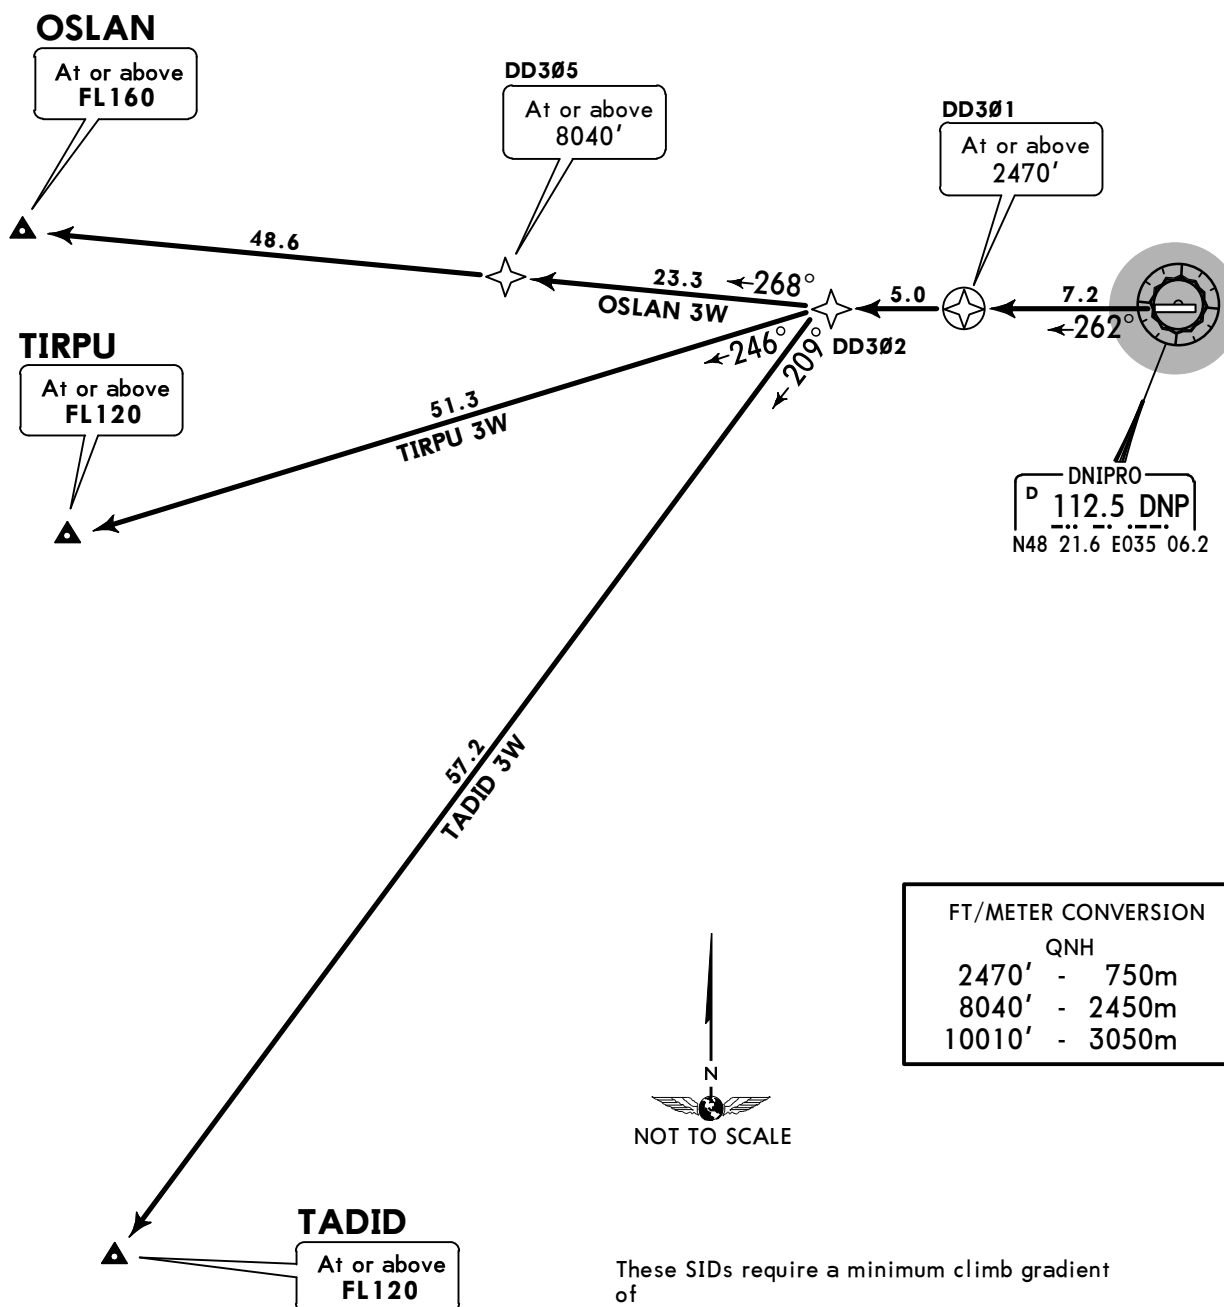 OSLAN
At or above
FL160
DD3Ø5
At or above
8040'
DD3Ø1
At or above
2470'
48.6
23.3
←268°
OSLAN 3W
5.0
7.2
←262°
DD3Ø2
←246°
←209°
TIRPU
At or above
FL120
51.3
TIRPU 3W
DNIPRO
D 112.5 DNP
N48 21.6 E035 06.2
57.2
TADID 3W
FT/METER CONVERSION
QNH
2470' - 750m
8040' - 2450m
10010' - 3050m
N
NOT TO SCALE
TADID
At or above
FL120
These SIDs require a minimum climb gradient
of